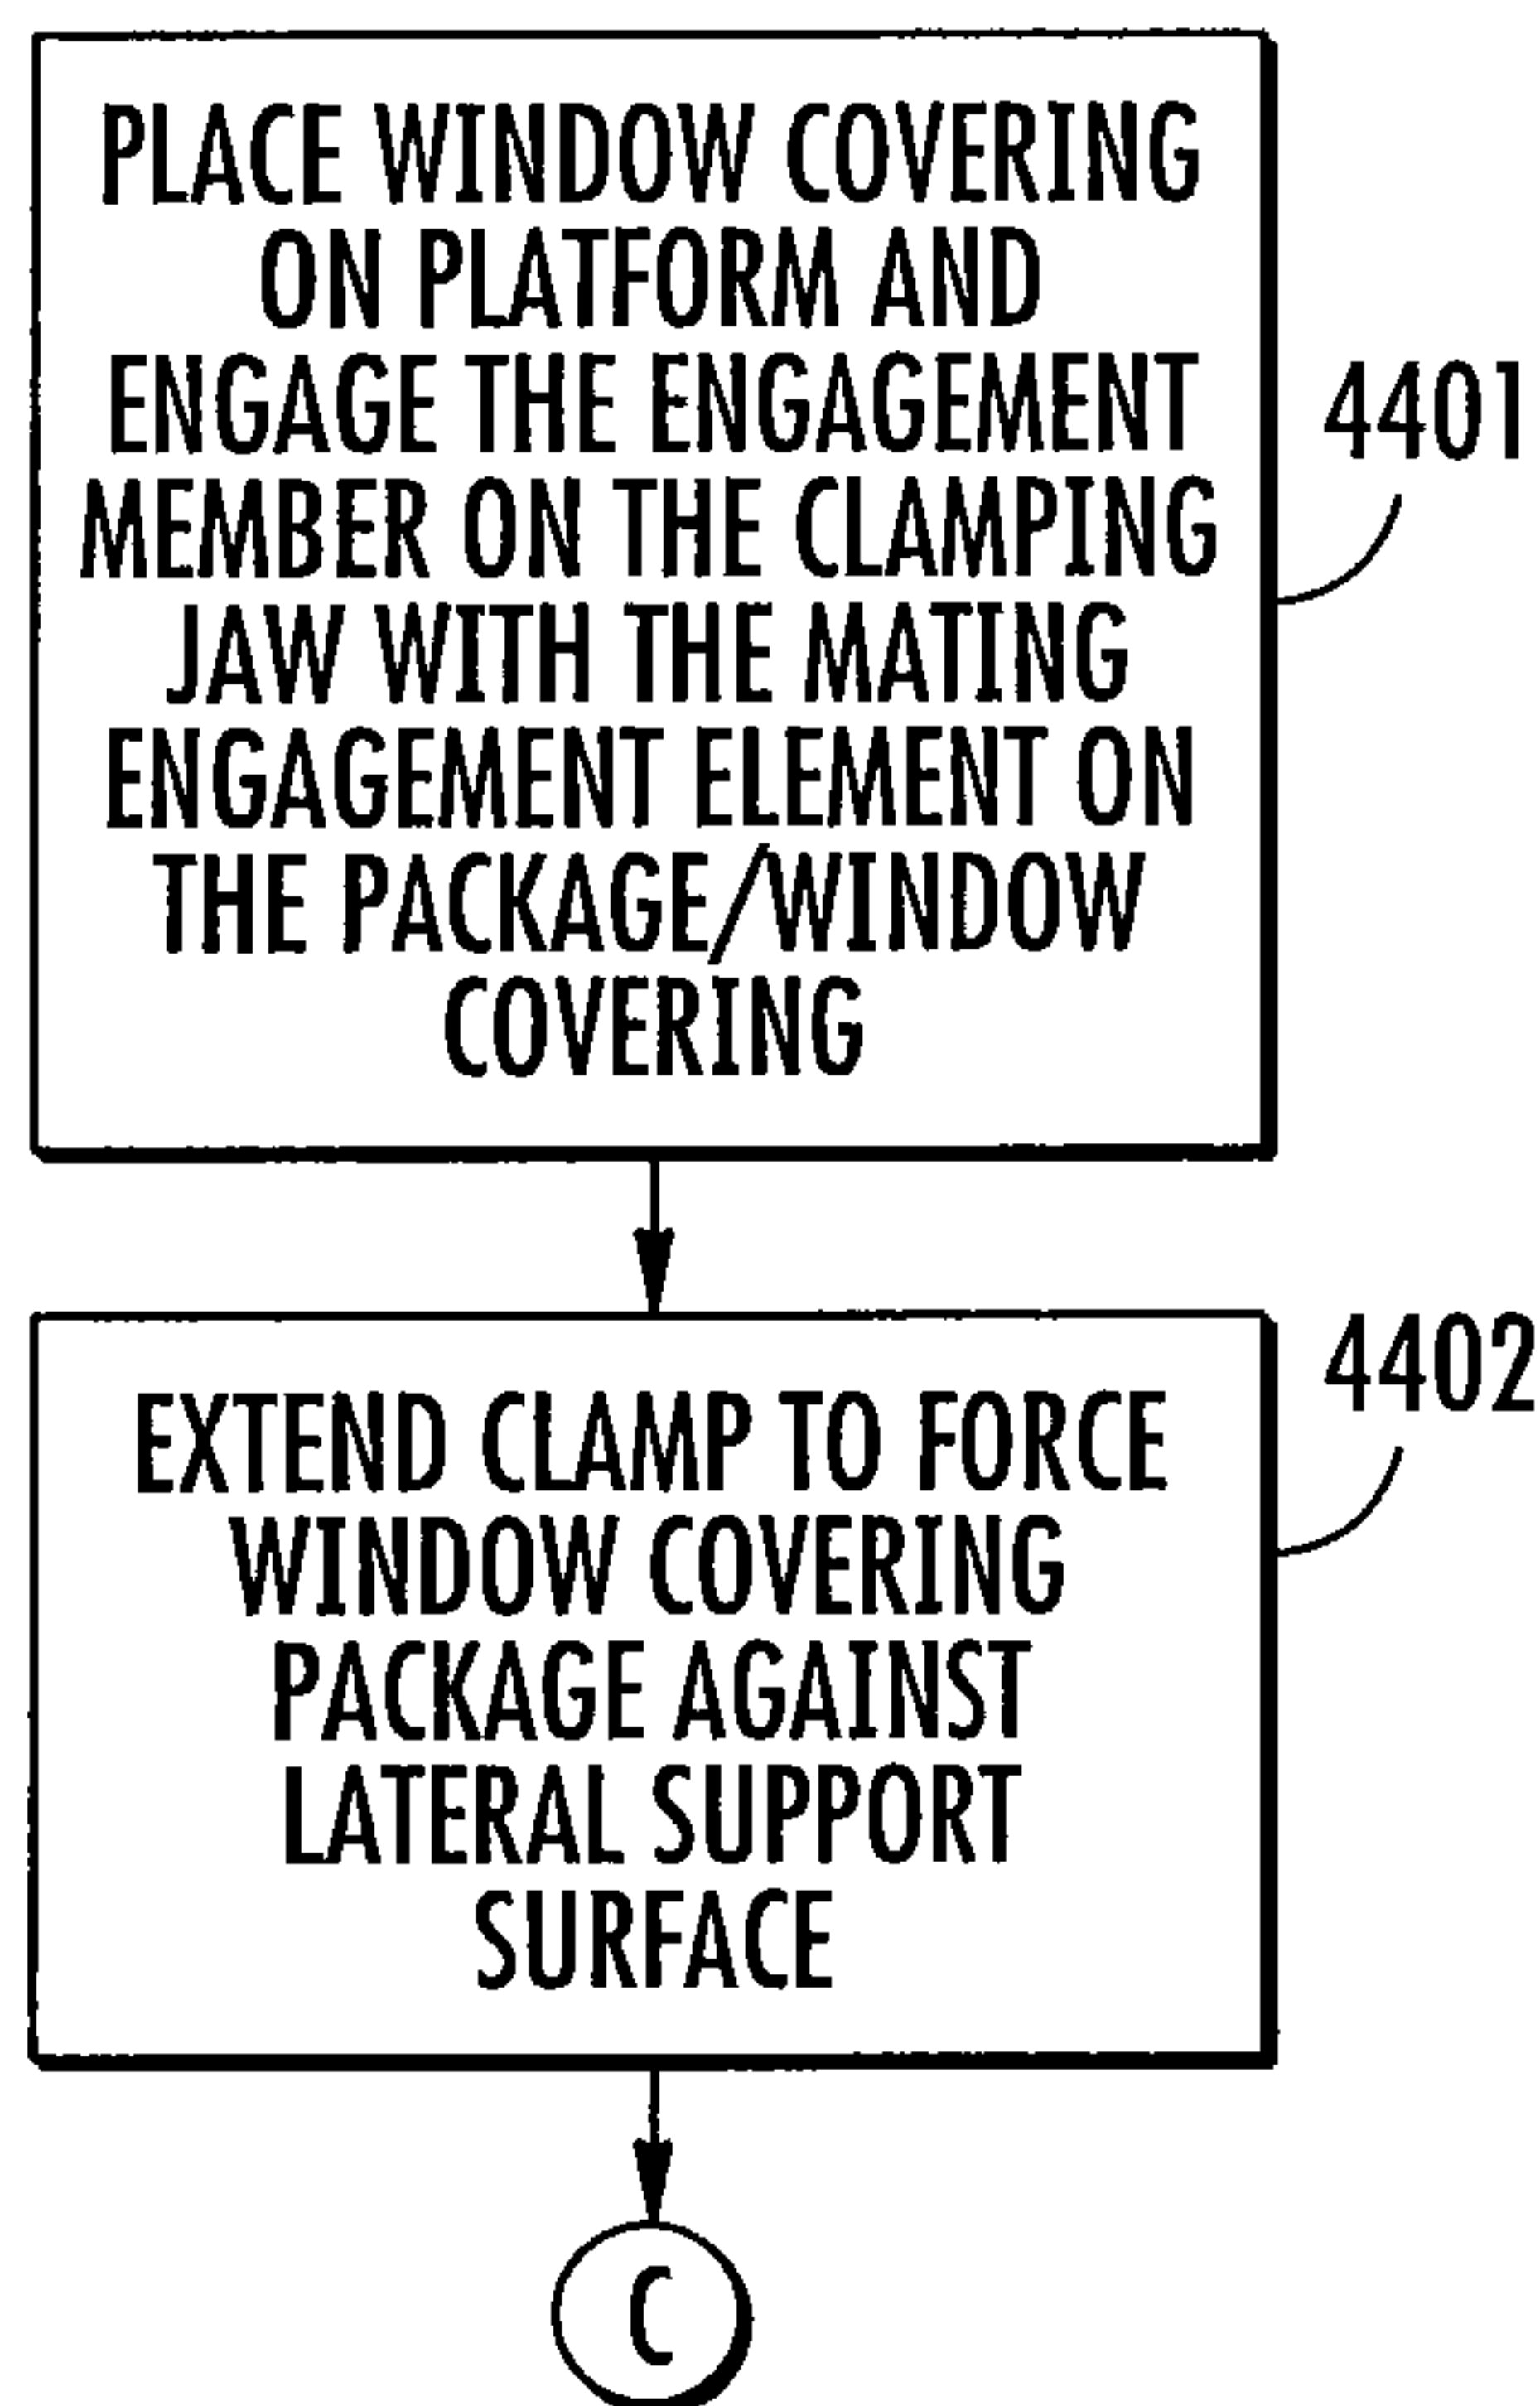 PLACE WINDOW COVERING
ON PLATFORM AND
ENGAGE THE ENGAGEMENT
MEMBER ON THE CLAMPING
JAW WITH THE MATING
ENGAGEMENT ELEMENT ON
THE PACKAGE/WINDOW
COVERING
4401
EXTEND CLAMP TO FORCE
WINDOW COVERING
PACKAGE AGAINST
LATERAL SUPPORT
SURFACE
4402
C